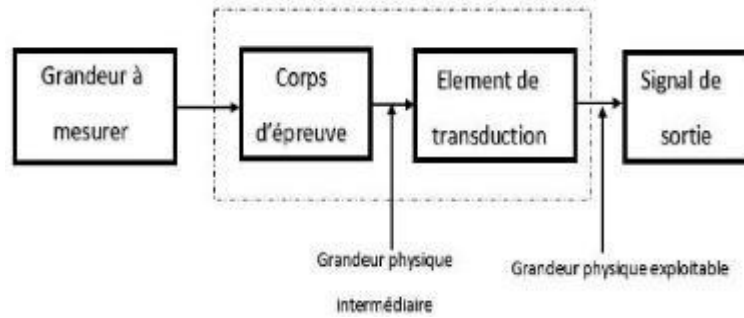 Grandeur à
mesurer
Corps
d'épreuve
Element de
transduction
Signal de
sortie
Grandeur physique
intermédiaire
Grandeur physique exploitable